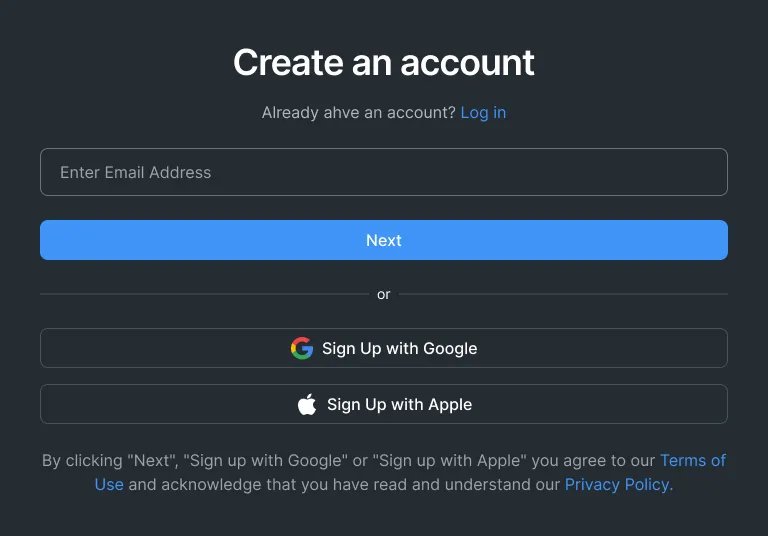 Create an account
Already ahve an account? Log in
Enter Email Address
Next
or
Sign Up with Google
Sign Up with Apple
By clicking "Next", "Sign up with Google" or "Sign up with Apple" you agree to our Terms of
Use and acknowledge that you have read and understand our Privacy Policy.